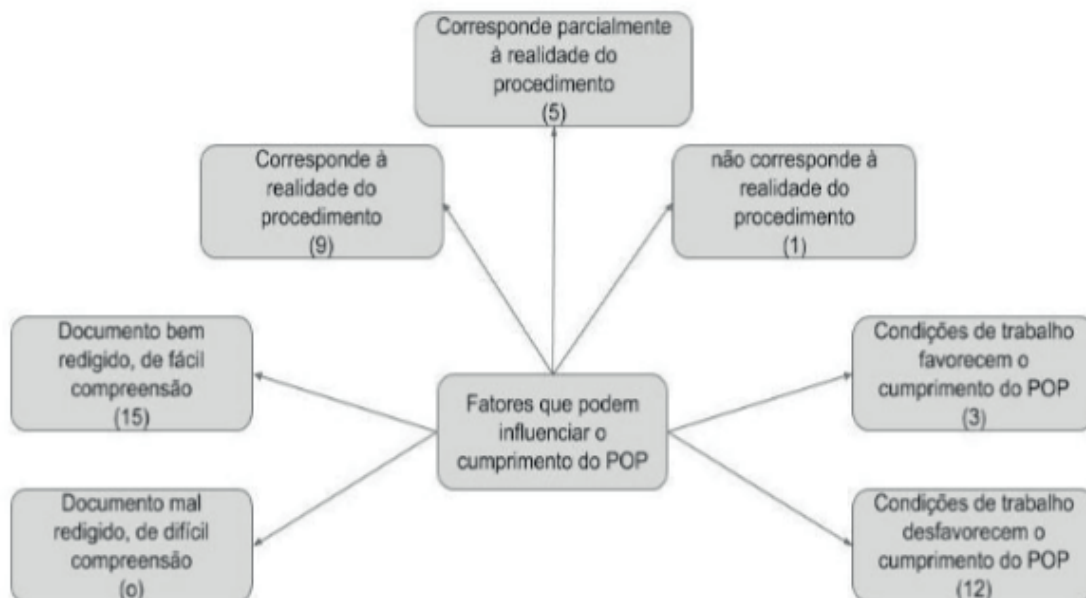 Corresponde parcialmente
à realidade do
procedimento
(5)
Corresponde à
realidade do
procedimento
(9)
não corresponde à
realidade do
procedimento
(1)
Documento bem
redigido, de fácil
compreensão
(15)
Condições de trabalho
favorecem o
cumprimento do POP
(3)
Fatores que podem
influenciar o
cumprimento do POP
Documento mal
redigido, de difícil
compreensão
(o)
Condições de trabalho
desfavorecem o
cumprimento do POP
(12)